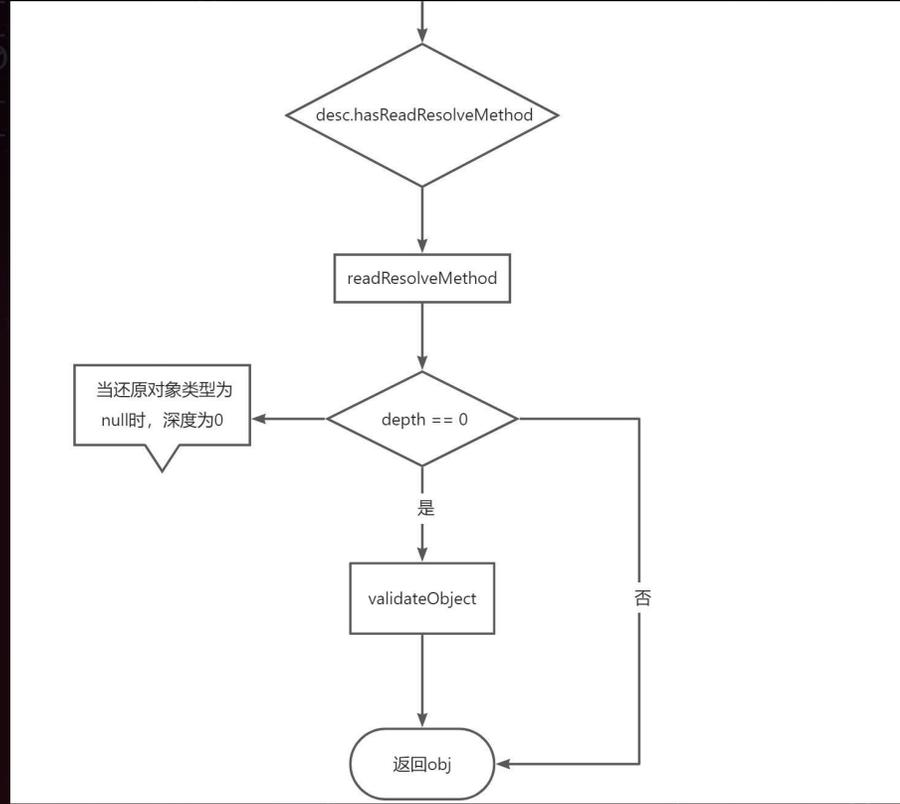 desc.hasReadResolveMethod
readResolveMethod
当还原对象类型为
null时，深度为0
depth == 0
是
validateObject
否
返回obj